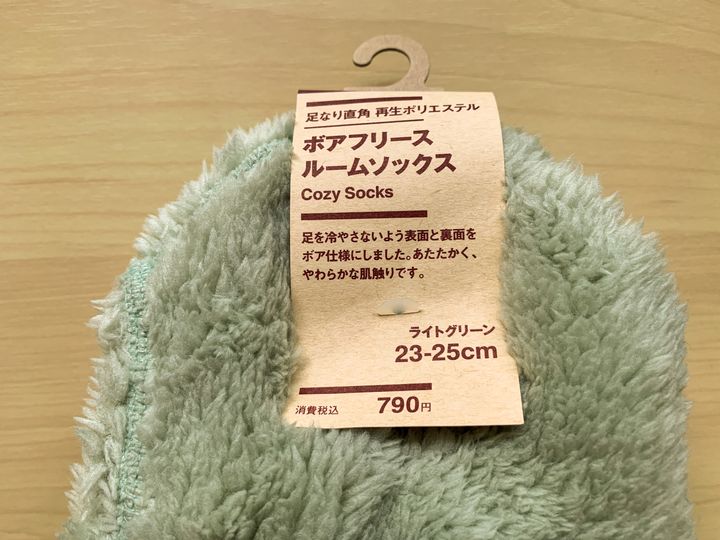 足なり直角 再生ポリエステル
ボアフリース
ルームソックス
Cozy Socks
足を冷やさないよう表面と裏面を
ボア仕様にしました。あたたかく、
やわらかな肌触りです。
ライトグリーン
23-25cm
消費税込 790円